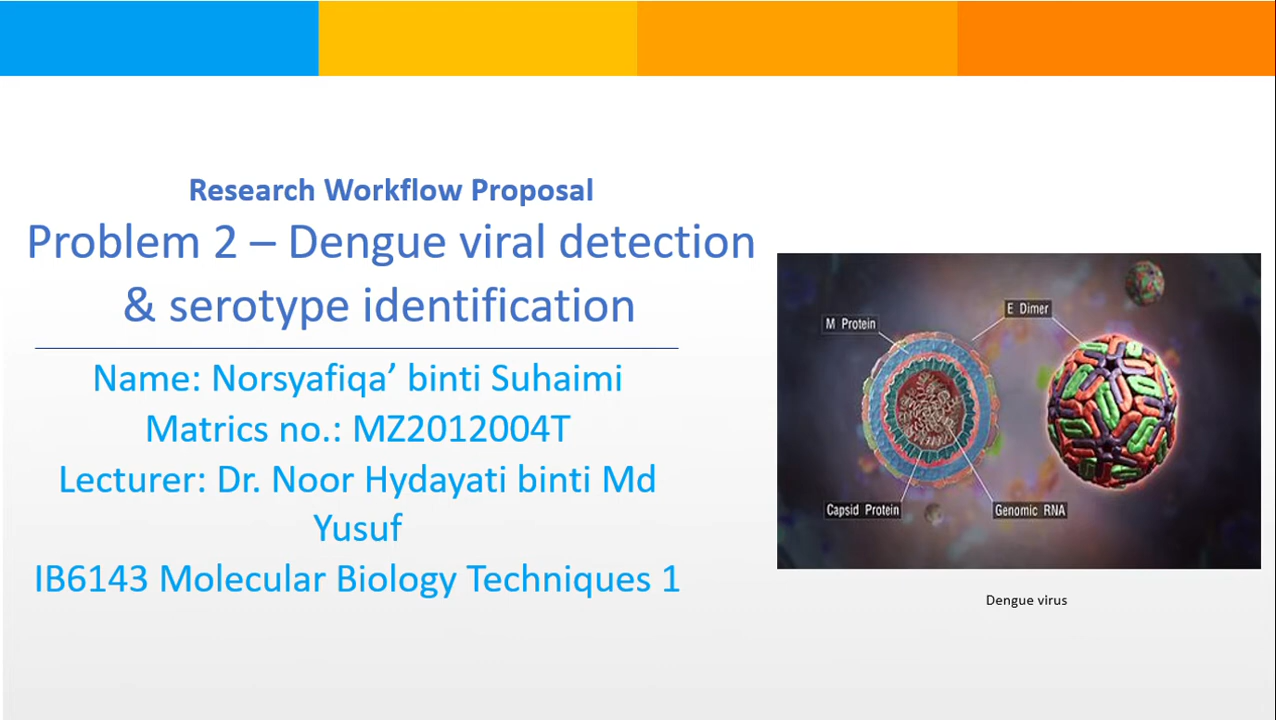 Research Workflow Proposal
Problem 2 – Dengue viral detection
& serotype identification
Name: Norsyafiqa’ binti Suhaimi
Matrics no.: MZ2012004T
Lecturer: Dr. Noor Hydayati binti Md
Yusuf
IB6143 Molecular Biology Techniques 1
M Protein
E Dimer
Capsid Protein
Genomic RNA
Dengue virus